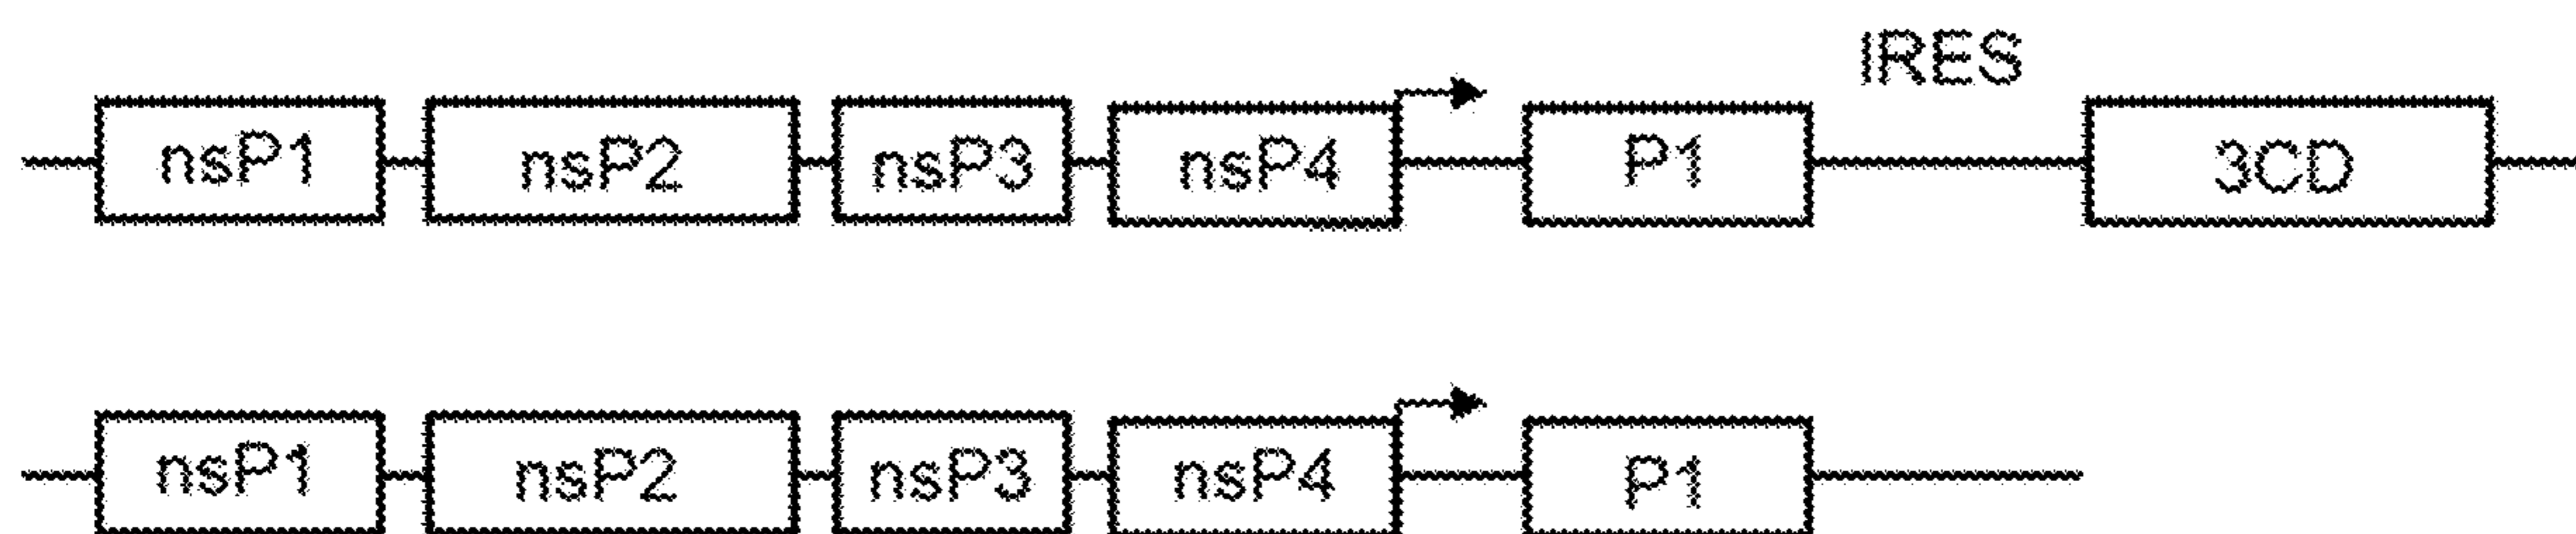 IRES
nsP1 nsP2 nsP3 nsP4 P1 3CD
nsP1 nsP2 nsP3 nsP4 P1